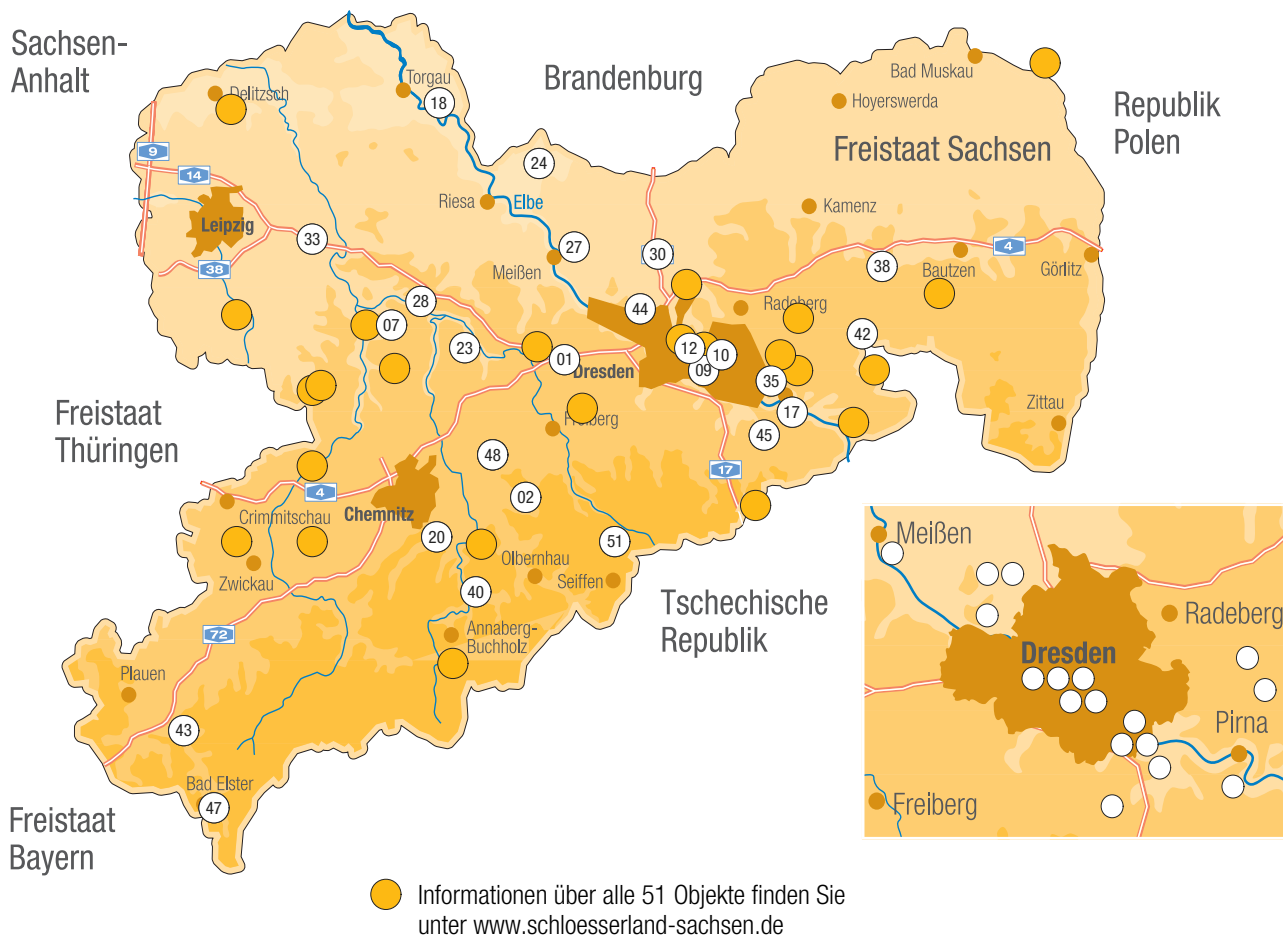 Sachsen-
Anhalt
Brandenburg
Republik
Polen
Freistaat Sachsen
Bad Muskau
Hoyerswerda
Torgau
18
Delitzsch
9
14
24
Riesa
Elbe
Kamenz
Leipzig
33
27
30
4
38
38
Bautzen
Görlitz
Meißen
28
44
Radeberg
07
42
23
01
12
10
Dresden
09
35
Freistaat
Thüringen
17
Zittau
Freiberg
45
48
17
4
02
Crimmitschau
Chemnitz
20
51
Zwickau
Olbernhau
Seiffen
40
Tschechische
Republik
72
Annaberg-
Buchholz
Plauen
43
Bad Elster
47
Freistaat
Bayern
Meißen
Radeberg
Dresden
Pirna
Freiberg
Informationen über alle 51 Objekte finden Sie
unter www.schloesserland-sachsen.de